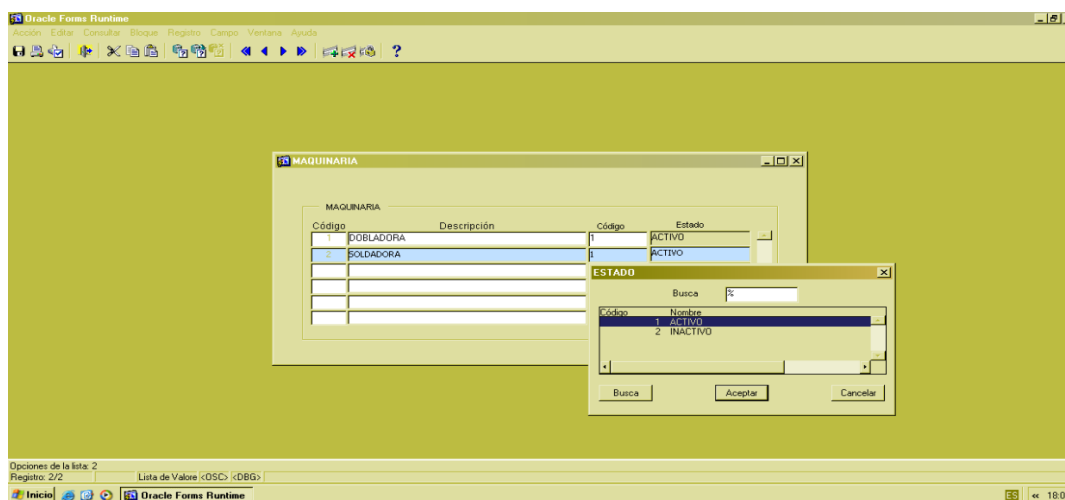 Oracle Forms Runtime
Acción Editar Consultar Bloque Registro Campo Ventana Ayuda
MAQUINARIA
MAQUINARIA
Código Descripción Código Estado
1 DOBLADORA 1 ACTIVO
2 SOLDADORA 1 ACTIVO
ESTADO
Busca %
Código Nombre
1 ACTIVO
2 INACTIVO
Busca Aceptar Cancelar
Opciones de la lista: 2
Registro: 2/2 Lista de Valore <OSC> <DBG>
Inicio Oracle Forms Runtime ES « 18:0